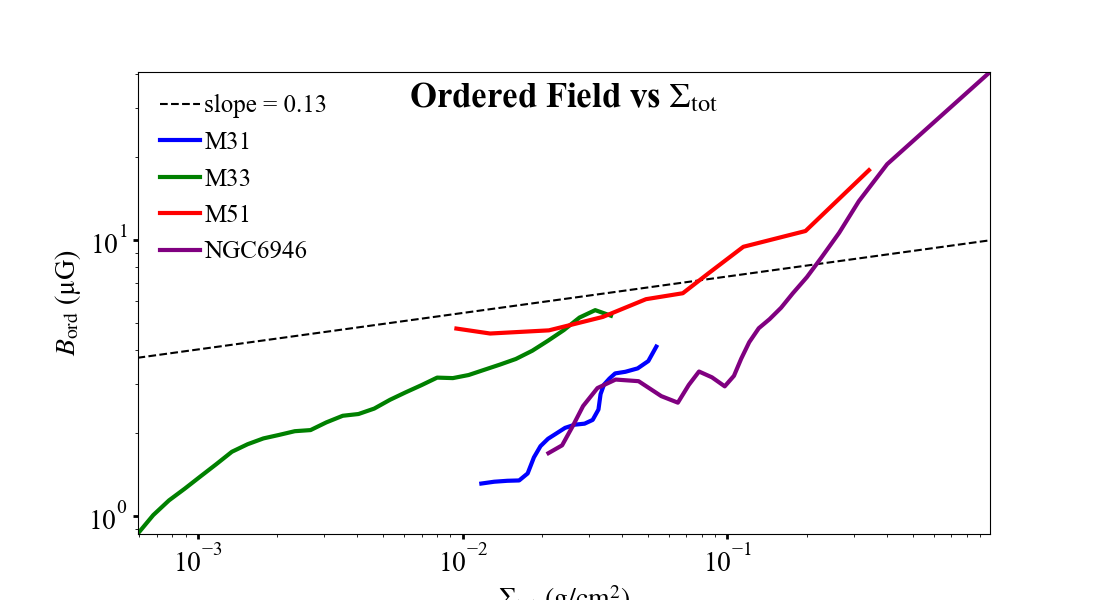 Ordered Field vs Σtot
slope = 0.13
M31
M33
M51
NGC6946
10¹
10⁰
Bord (μG)
10⁻³
10⁻²
10⁻¹
(g/cm²)